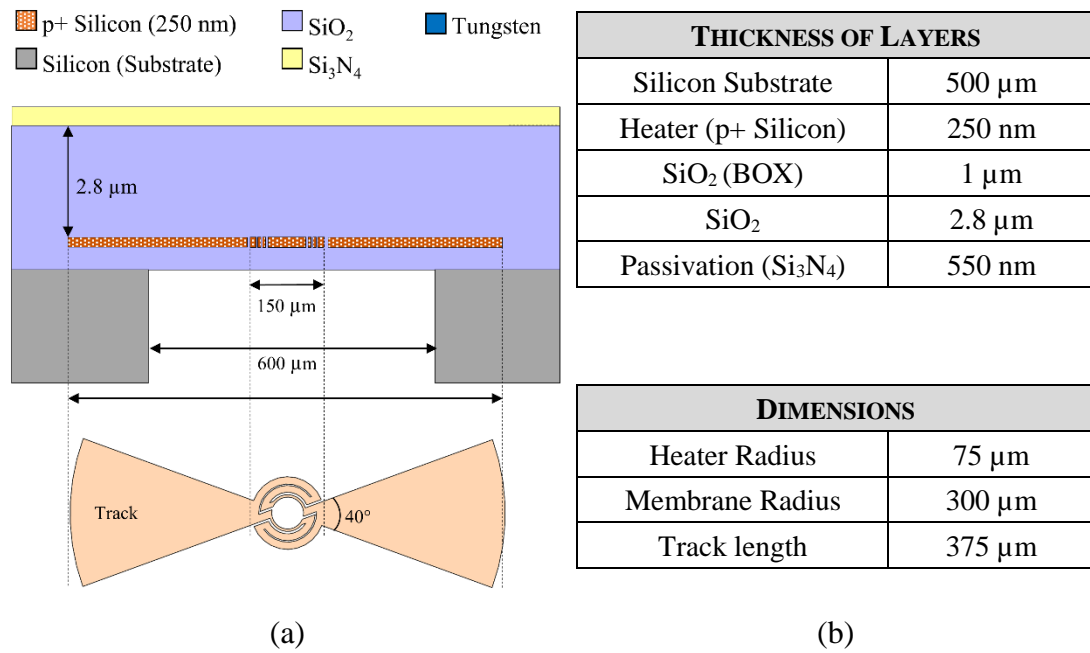 p+ Silicon (250 nm) SiO₂ Tungsten
Silicon (Substrate) Si₃N₄
2.8 µm
150 µm
600 µm
Track
40°
(a)
THICKNESS OF LAYERS
Silicon Substrate 500 µm
Heater (p+ Silicon) 250 nm
SiO₂ (BOX) 1 µm
SiO₂ 2.8 µm
Passivation (Si₃N₄) 550 nm
DIMENSIONS
Heater Radius 75 µm
Membrane Radius 300 µm
Track length 375 µm
(b)